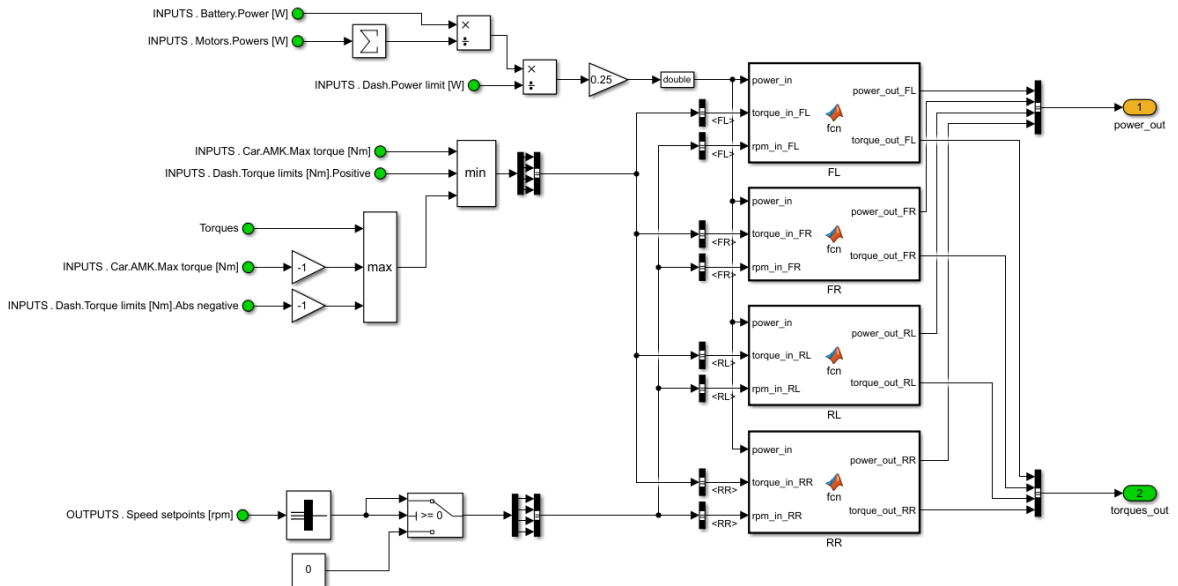 INPUTS . Battery.Power [W]
INPUTS . Motors.Powers [W]
Σ
×
÷
×
÷
INPUTS . Dash.Power limit [W]
0.25
double
INPUTS . Car.AMK.Max torque [Nm]
INPUTS . Dash.Torque limits [Nm].Positive
min
Torques
INPUTS . Car.AMK.Max torque [Nm]
-1
INPUTS . Dash.Torque limits [Nm].Abs negative
-1
max
OUTPUTS . Speed setpoints [rpm]
>= 0
0
<FL>
<FL>
power_in
torque_in_FL
rpm_in_FL
fcn
power_out_FL
torque_out_FL
FL
<FR>
<FR>
power_in
torque_in_FR
rpm_in_FR
fcn
power_out_FR
torque_out_FR
FR
<RL>
<RL>
power_in
torque_in_RL
rpm_in_RL
fcn
power_out_RL
torque_out_RL
RL
<RR>
<RR>
power_in
torque_in_RR
rpm_in_RR
fcn
power_out_RR
torque_out_RR
RR
1
power_out
2
torques_out